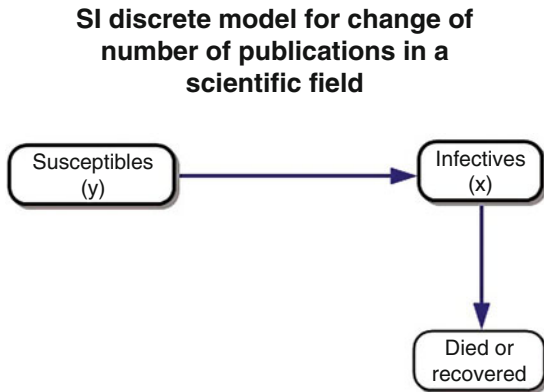 SI discrete model for change of
number of publications in a
scientific field
Susceptibles
(y)
Infectives
(x)
Died or
recovered